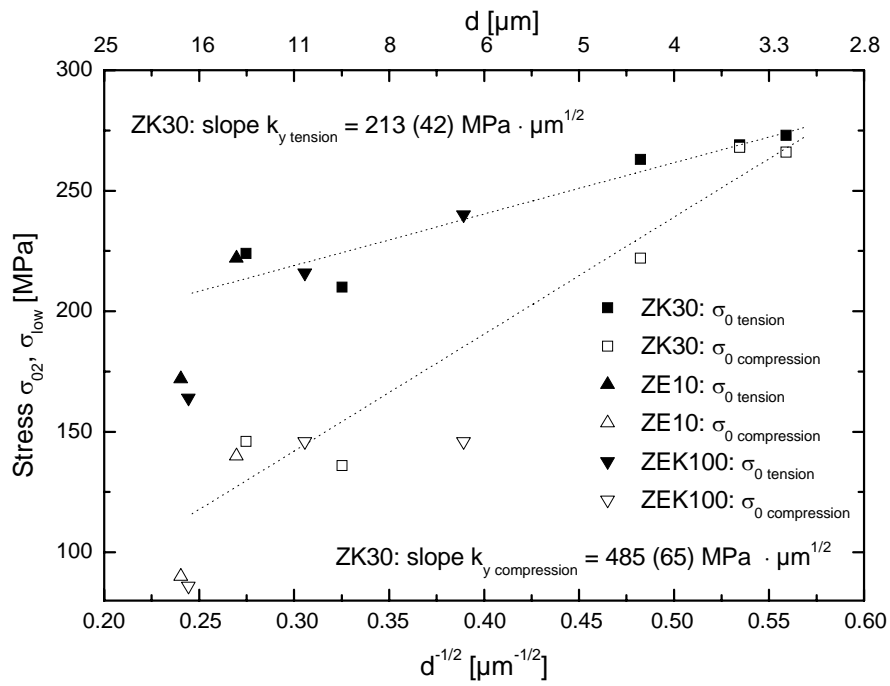 d [µm]
25 16 11 8 6 5 4 3.3 2.8
300
ZK30: slope k_y tension = 213 (42) MPa · µm^1/2
250
200
150
100
Stress σ_02, σ_low [MPa]
ZK30: σ_0 tension
ZK30: σ_0 compression
ZE10: σ_0 tension
ZE10: σ_0 compression
ZEK100: σ_0 tension
ZEK100: σ_0 compression
ZK30: slope k_y compression = 485 (65) MPa · µm^1/2
0.20 0.25 0.30 0.35 0.40 0.45 0.50 0.55 0.60
d^-1/2 [µm^-1/2]